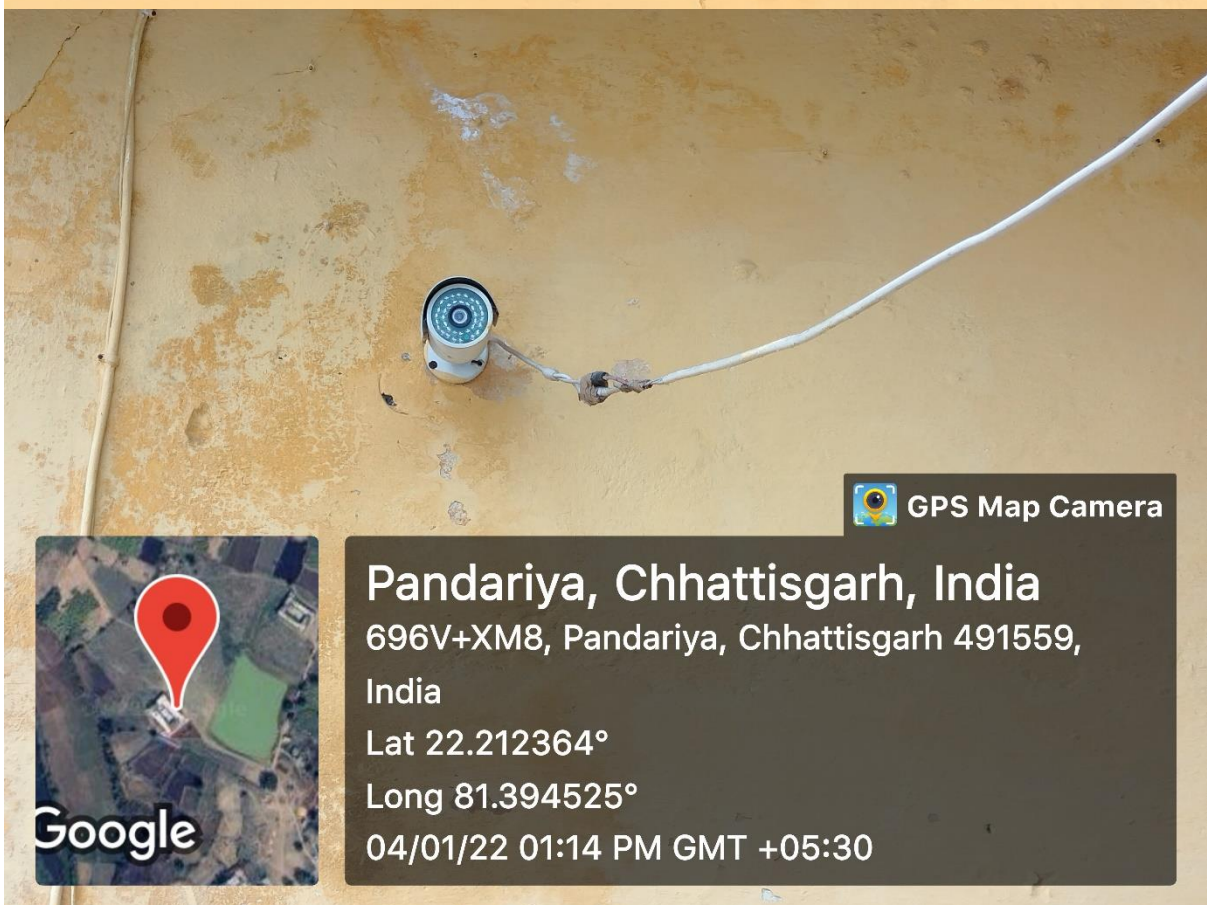 GPS Map Camera
Pandariya, Chhattisgarh, India
696V+XM8, Pandariya, Chhattisgarh 491559,
India
Lat 22.212364°
Long 81.394525°
04/01/22 01:14 PM GMT +05:30
Google